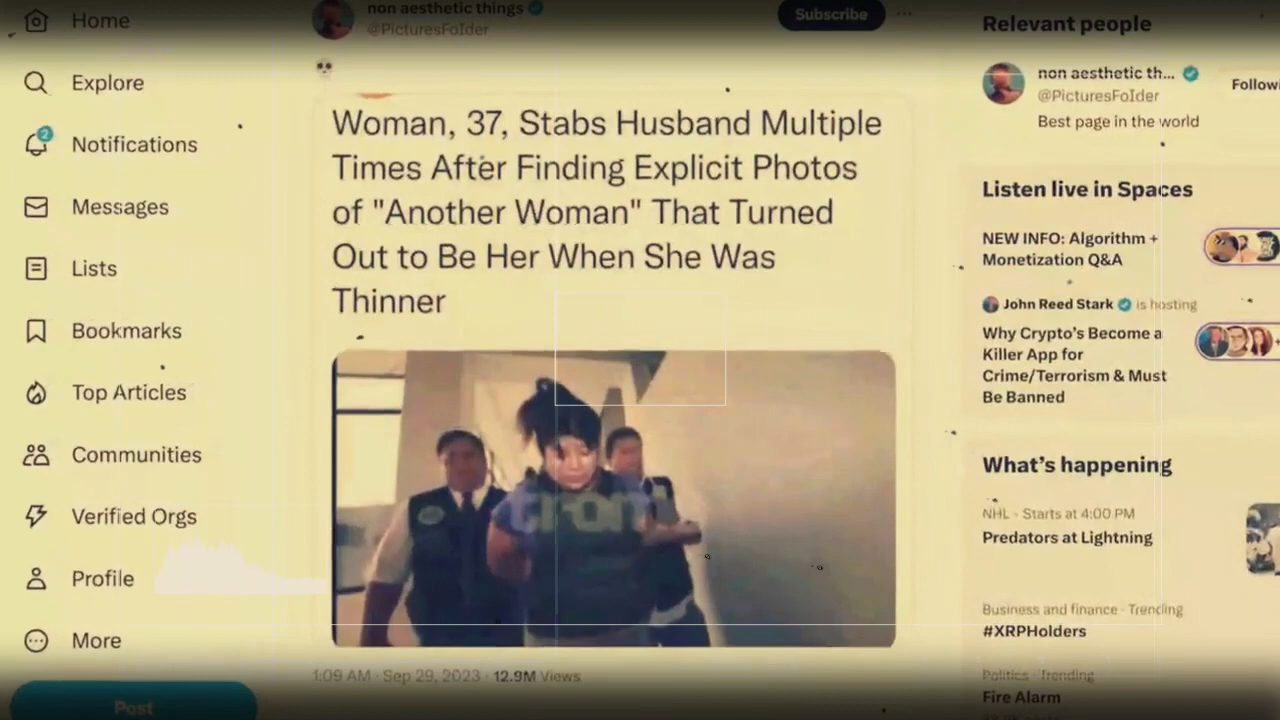 Home
Explore
2
Notifications
Messages
Lists
Bookmarks
Top Articles
Communities
Verified Orgs
Profile
More
Post
non aesthetic things
@PicturesFoIder
Subscribe
Woman, 37, Stabs Husband Multiple
Times After Finding Explicit Photos
of "Another Woman" That Turned
Out to Be Her When She Was
Thinner
1:09 AM · Sep 29, 2023 · 12.9M Views
Relevant people
non aesthetic th...
@PicturesFoIder
Followi
Best page in the world
Listen live in Spaces
NEW INFO: Algorithm +
Monetization Q&A
John Reed Stark is hosting
Why Crypto's Become a
Killer App for
Crime/Terrorism & Must
Be Banned
What's happening
NHL · Starts at 4:00 PM
Predators at Lightning
Business and finance · Trending
#XRPHolders
Politics · Trending
Fire Alarm